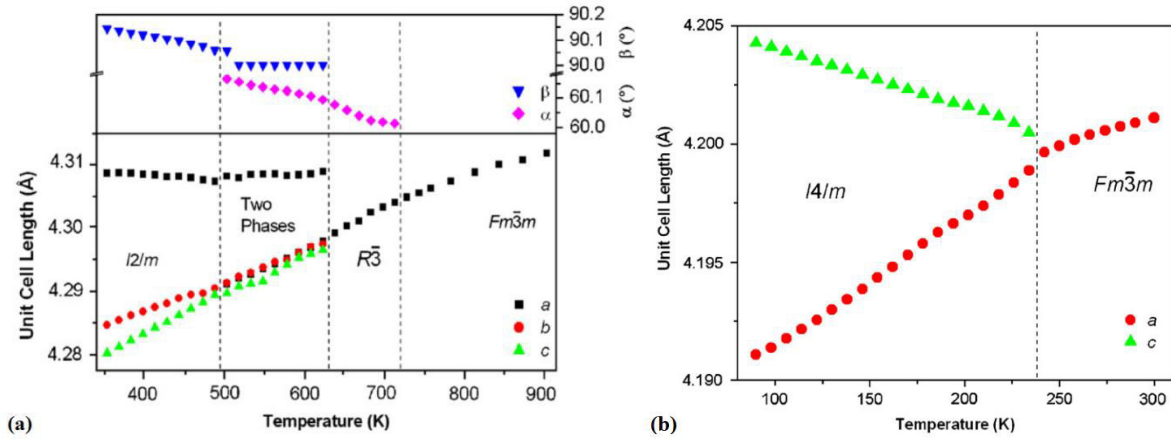 90.2
90.1
90.0
60.1
60.0
β (°)
α (°)
β
α
4.31
4.30
4.29
4.28
Unit Cell Length (Å)
Two
Phases
I2/m
R3̅
Fm3̅m
a
b
c
400 500 600 700 800 900
Temperature (K)
(a)
4.205
4.200
4.195
4.190
Unit Cell Length (Å)
I4/m
Fm3̅m
a
c
100 150 200 250 300
Temperature (K)
(b)